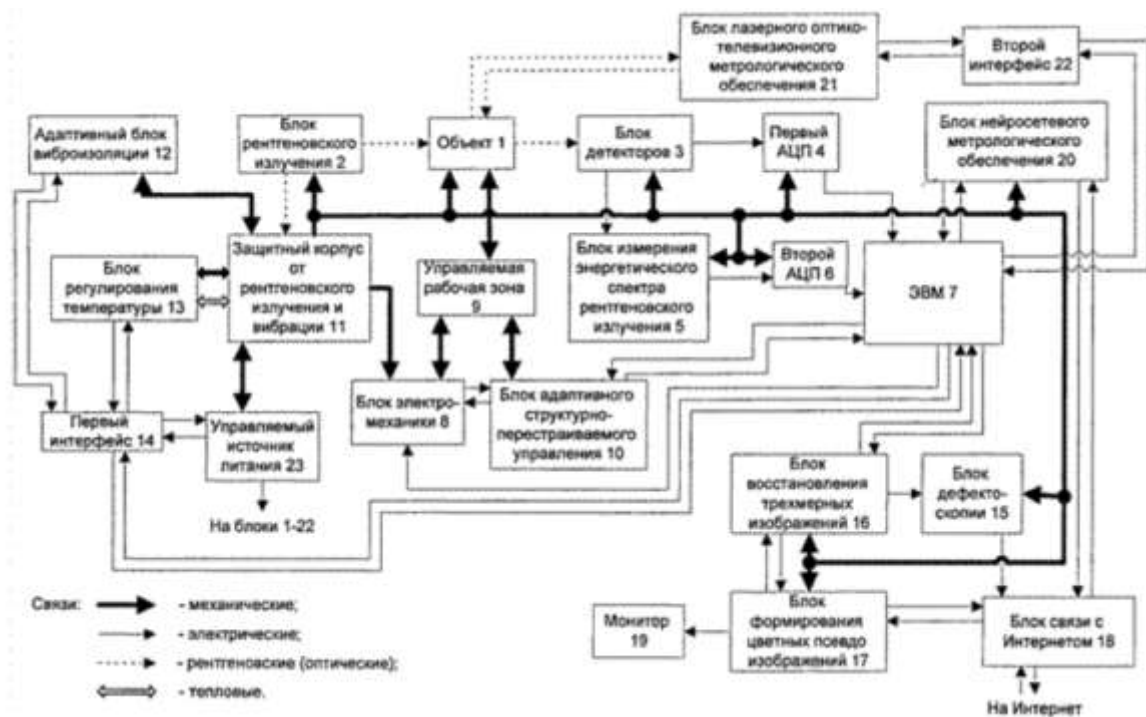 Блок лазерного оптико-
телевизионного
метрологического
обеспечения 21
Второй
интерфейс 22
Адаптивный блок
виброизоляции 12
Блок
рентгеновского
излучения 2
Объект 1
Блок
детекторов 3
Первый
АЦП 4
Блок нейросетевого
метрологического
обеспечения 20
Блок
регулирования
температуры 13
Защитный корпус
от
рентгеновского
излучения и
вибрации 11
Управляемая
рабочая зона
9
Блок измерения
энергетического
спектра
рентгеновского
излучения 5
Второй
АЦП 6
ЭВМ 7
Первый
интерфейс 14
Управляемый
источник
питания 23
Блок электро-
механики 8
Блок адаптивного
структурно-
перестраиваемого
управления 10
На блоки 1-22
Блок
восстановления
трехмерных
изображений 16
Блок
дефекто-
скопии 15
Связи:
- механические;
- электрические;
- рентгеновские (оптические);
- тепловые.
Монитор
19
Блок
формирования
цветных псевдо
изображений 17
Блок связи с
Интернетом 18
На Интернет